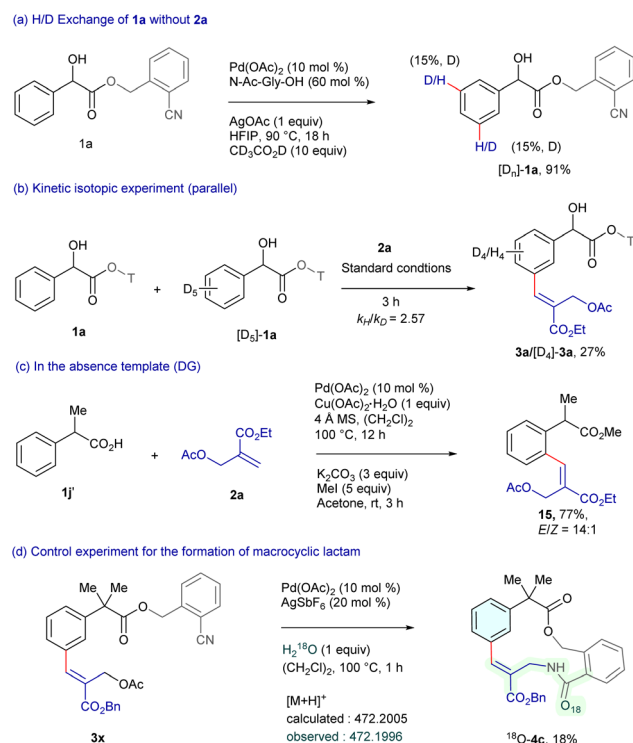 (a) H/D Exchange of 1a without 2a
OH
O
O
CN
1a
Pd(OAc)2 (10 mol %)
N-Ac-Gly-OH (60 mol %)
AgOAc (1 equiv)
HFIP, 90 °C, 18 h
CD3CO2D (10 equiv)
(15%, D)
D/H
OH
O
O
CN
H/D
(15%, D)
[Dn]-1a, 91%
(b) Kinetic isotopic experiment (parallel)
OH
O
T
O
1a
+
OH
O
T
O
D5
[D5]-1a
2a
Standard condtions
3 h
kH/kD = 2.57
OH
O
T
O
D4/H4
OAc
CO2Et
3a/[D4]-3a, 27%
(c) In the absence template (DG)
Me
CO2H
1j'
+
CO2Et
AcO
2a
Pd(OAc)2 (10 mol %)
Cu(OAc)2·H2O (1 equiv)
4 Å MS, (CH2Cl)2
100 °C, 12 h
K2CO3 (3 equiv)
MeI (5 equiv)
Acetone, rt, 3 h
Me
CO2Me
AcO
CO2Et
15, 77%,
E/Z = 14:1
(d) Control experiment for the formation of macrocyclic lactam
Me Me
O
O
CN
OAc
CO2Bn
3x
Pd(OAc)2 (10 mol %)
AgSbF6 (20 mol %)
H218O (1 equiv)
(CH2Cl)2, 100 °C, 1 h
[M+H]+
calculated : 472.2005
observed : 472.1996
Me Me
O
O
NH
CO2Bn
O18
18O-4c, 18%